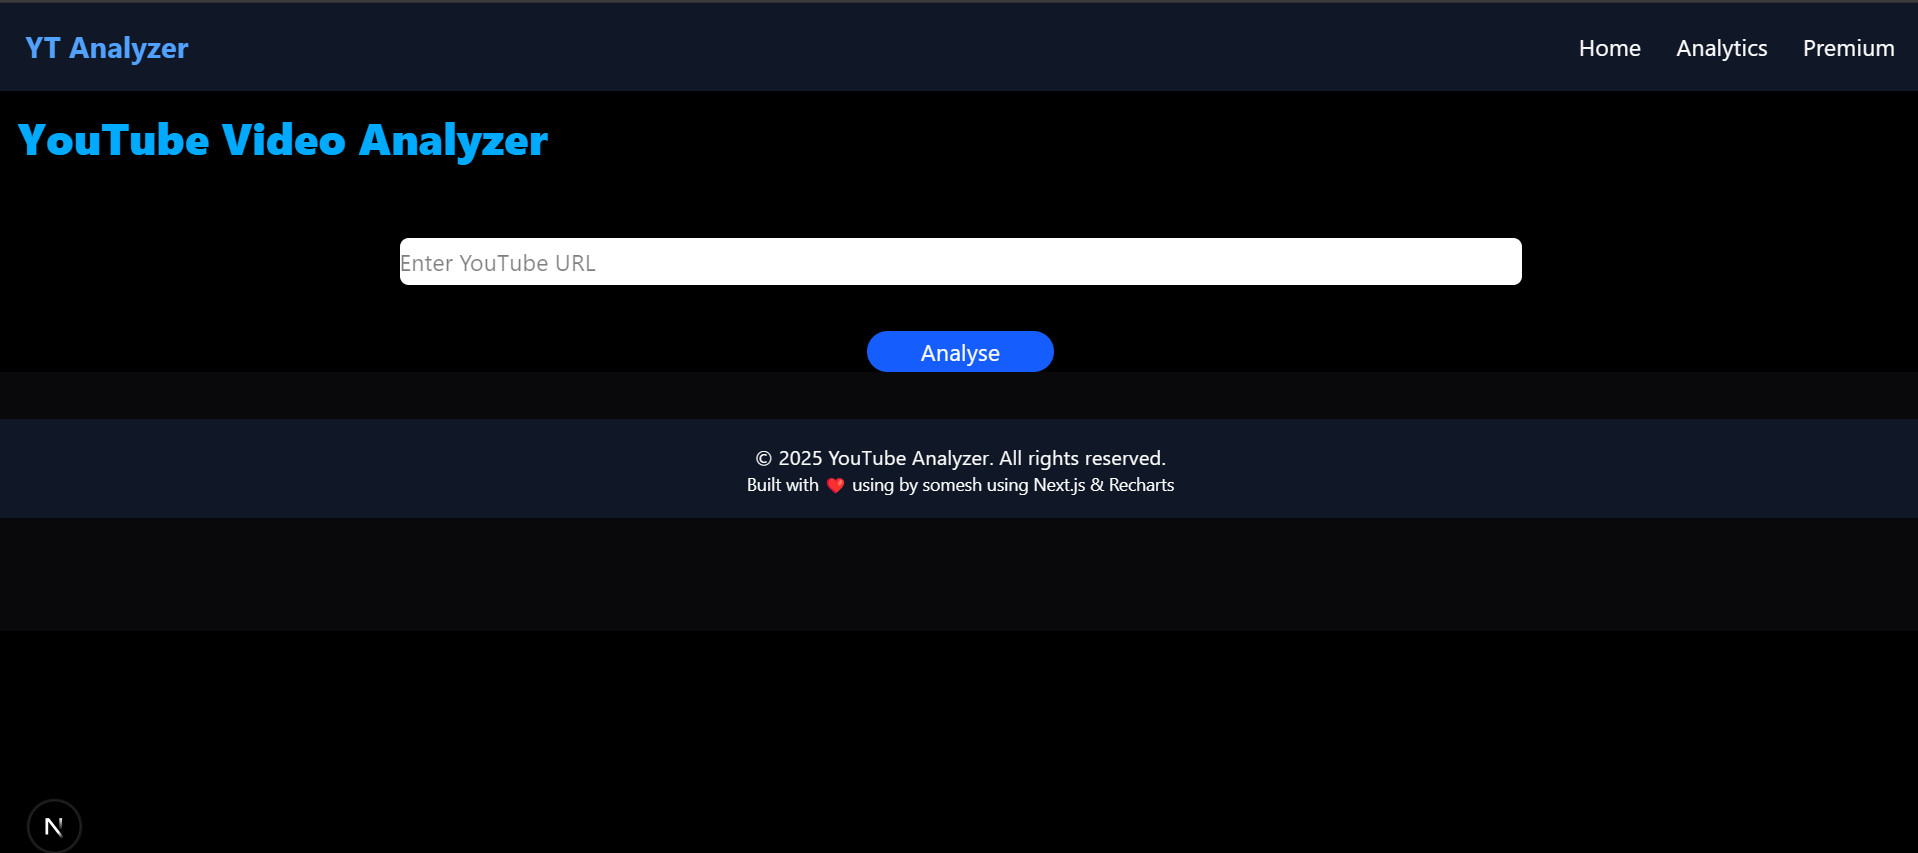 YT Analyzer
Home Analytics Premium
YouTube Video Analyzer
Enter YouTube URL
Analyse
© 2025 YouTube Analyzer. All rights reserved.
Built with ❤️ using by somesh using Next.js & Recharts
N